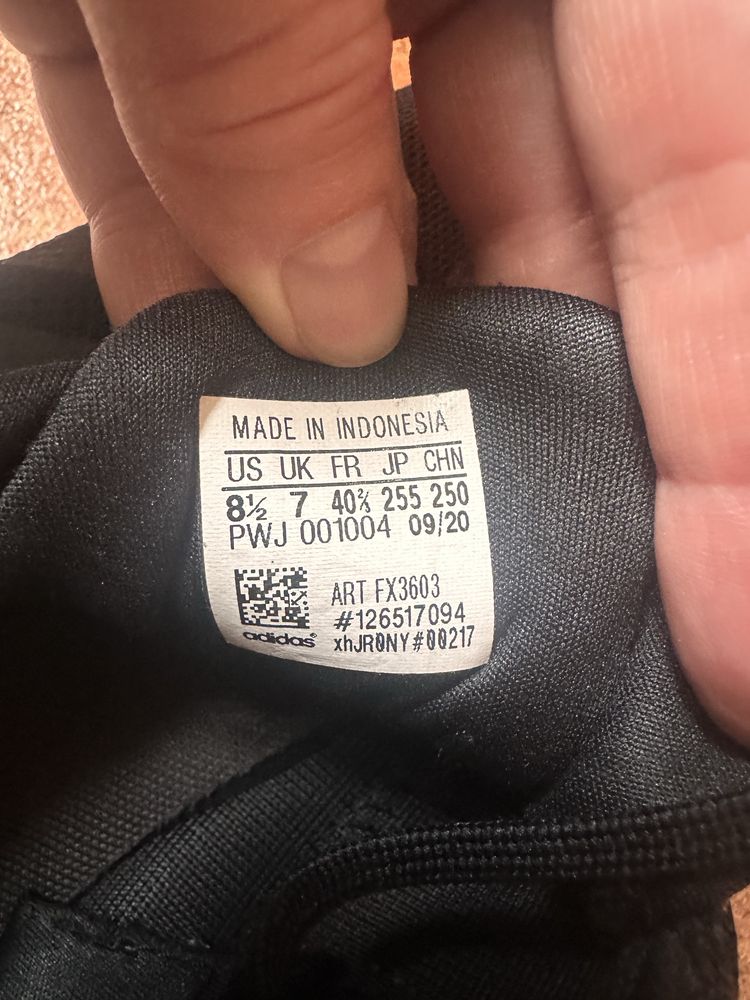 MADE IN INDONESIA
US UK FR JP CHN
8½ 7 40⅔ 255 250
PWJ 001004 09/20
ART FX3603
#126517094
adidas® xhJR0NY#00217